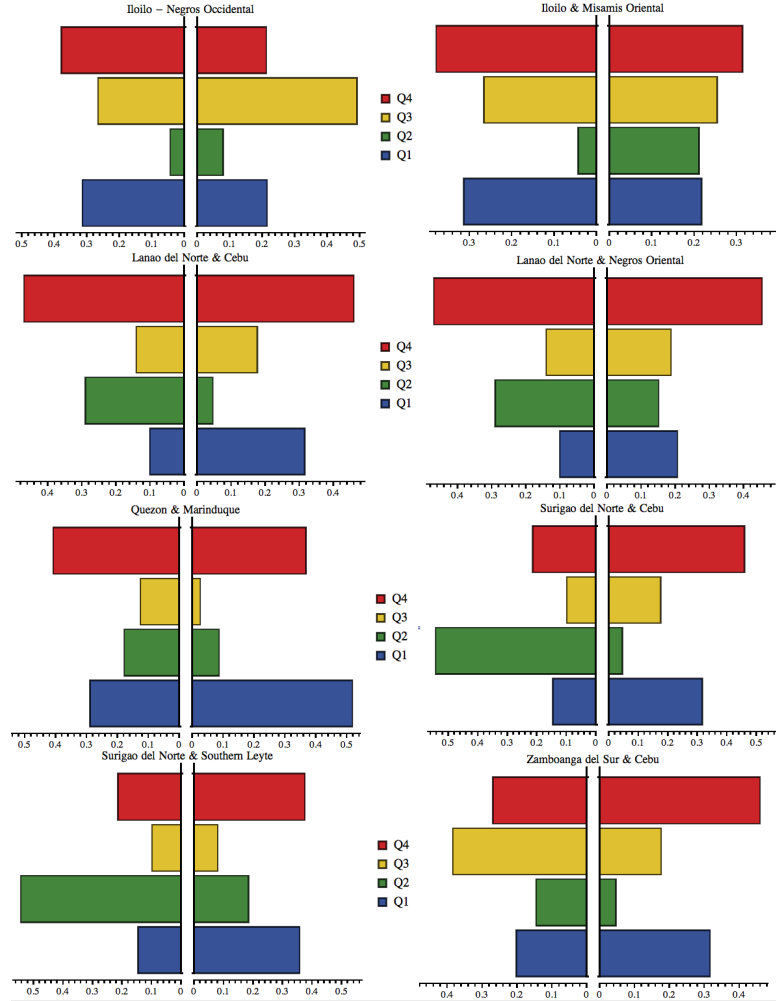 Iloilo – Negros Occidental
Iloilo & Misamis Oriental
Q4
Q3
Q2
Q1
0.5 0.4 0.3 0.2 0.1 0 0 0.1 0.2 0.3 0.4 0.5
0.3 0.2 0.1 0 0 0.1 0.2 0.3
Lanao del Norte & Cebu
Lanao del Norte & Negros Oriental
Q4
Q3
Q2
Q1
0.4 0.3 0.2 0.1 0 0 0.1 0.2 0.3 0.4
0.4 0.3 0.2 0.1 0 0 0.1 0.2 0.3 0.4
Quezon & Marinduque
Surigao del Norte & Cebu
Q4
Q3
Q2
Q1
0.5 0.4 0.3 0.2 0.1 0 0 0.1 0.2 0.3 0.4 0.5
0.5 0.4 0.3 0.2 0.1 0 0 0.1 0.2 0.3 0.4 0.5
Surigao del Norte & Southern Leyte
Zamboanga del Sur & Cebu
Q4
Q3
Q2
Q1
0.5 0.4 0.3 0.2 0.1 0 0 0.1 0.2 0.3 0.4 0.5
0.4 0.3 0.2 0.1 0 0 0.1 0.2 0.3 0.4